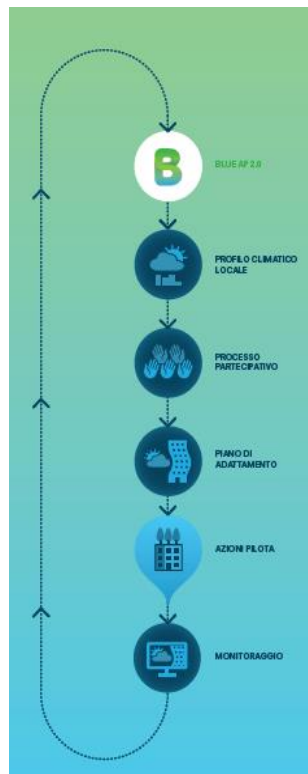 B
BLUE AP 2.0
PROFILO CLIMATICO
LOCALE
PROCESSO
PARTECIPATIVO
PIANO DI
ADATTAMENTO
AZIONI PILOTA
MONITORAGGIO